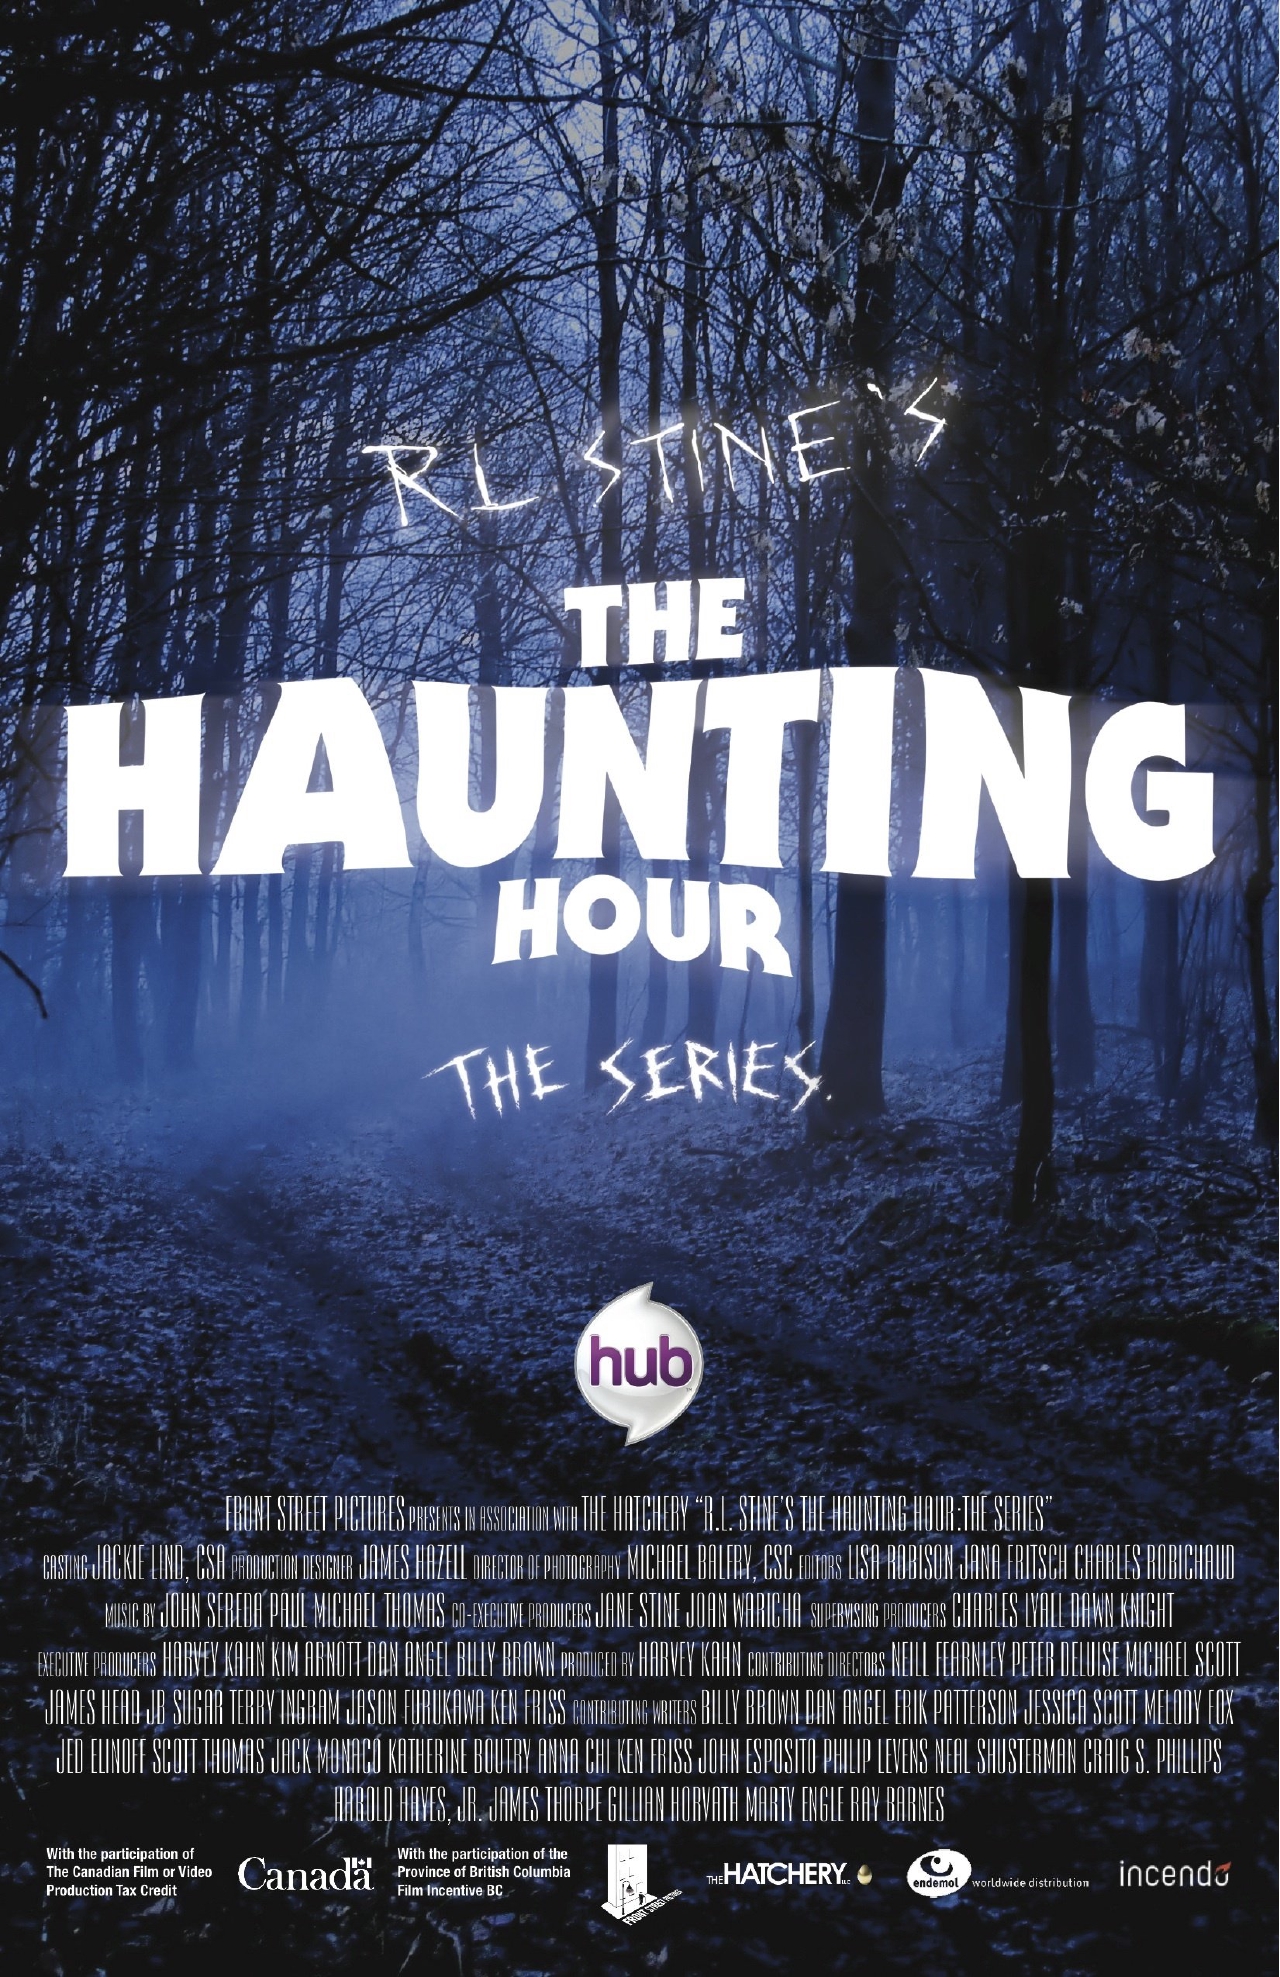 RL STINE'S
THE
HAUNTING
HOUR
THE SERIES.
hub
FRONT STREET PICTURES PRESENTS IN ASSOCIATION WITH THE HATCHERY “R.L. STINE'S THE HAUNTING HOUR:THE SERIES”
CASTING JACKIE LIND, CSA PRODUCTION DESIGNER JAMES HAZELL DIRECTOR OF PHOTOGRAPHY MICHAEL BALFRY, CSC EDITORS LISA ROBISON JANA FRITSCH CHARLES ROBICHAUD
MUSIC BY JOHN SEREDA PAUL MICHAEL THOMAS CO-EXECUTIVE PRODUCERS JANE STINE JOAN WARICHA SUPERVISING PRODUCERS CHARLES LYALL DAWN KNIGHT
EXECUTIVE PRODUCERS HARVEY KAHN KIM ARNOTT DAN ANGEL BILLY BROWN PRODUCED BY HARVEY KAHN CONTRIBUTING DIRECTORS NEILL FEARNLEY PETER DELUISE MICHAEL SCOTT
JAMES HEAD JB SUGAR TERRY INGRAM JASON FURUKAWA KEN FRISS CONTRIBUTING WRITERS BILLY BROWN DAN ANGEL ERIK PATTERSON JESSICA SCOTT MELODY FOX
JED ELINOFF SCOTT THOMAS JACK MONACO KATHERINE BOUTRY ANNA CHI KEN FRISS JOHN ESPOSITO PHILIP LEVENS NEAL SHUSTERMAN CRAIG S. PHILLIPS
HAROLD HAYES, JR. JAMES THORPE GILLIAN HORVATH MARTY ENGLE RAY BARNES
With the participation of
The Canadian Film or Video
Production Tax Credit
Canada
With the participation of the
Province of British Columbia
Film Incentive BC
FRONT STREET PICTURES
THE HATCHERY LLC
endemol worldwide distribution
incendo